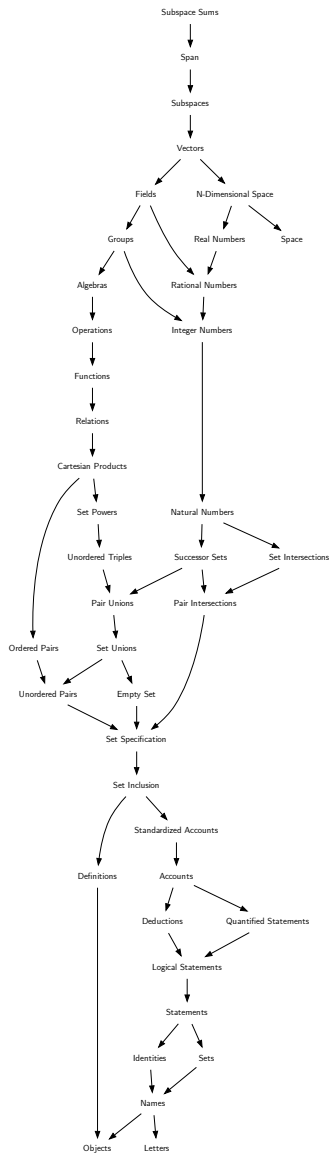 Subspace Sums
Span
Subspaces
Vectors
Fields
N-Dimensional Space
Groups
Real Numbers
Space
Algebras
Rational Numbers
Operations
Integer Numbers
Functions
Relations
Cartesian Products
Set Powers
Natural Numbers
Unordered Triples
Successor Sets
Set Intersections
Pair Unions
Pair Intersections
Ordered Pairs
Set Unions
Unordered Pairs
Empty Set
Set Specification
Set Inclusion
Standardized Accounts
Definitions
Accounts
Deductions
Quantified Statements
Logical Statements
Statements
Identities
Sets
Names
Objects
Letters